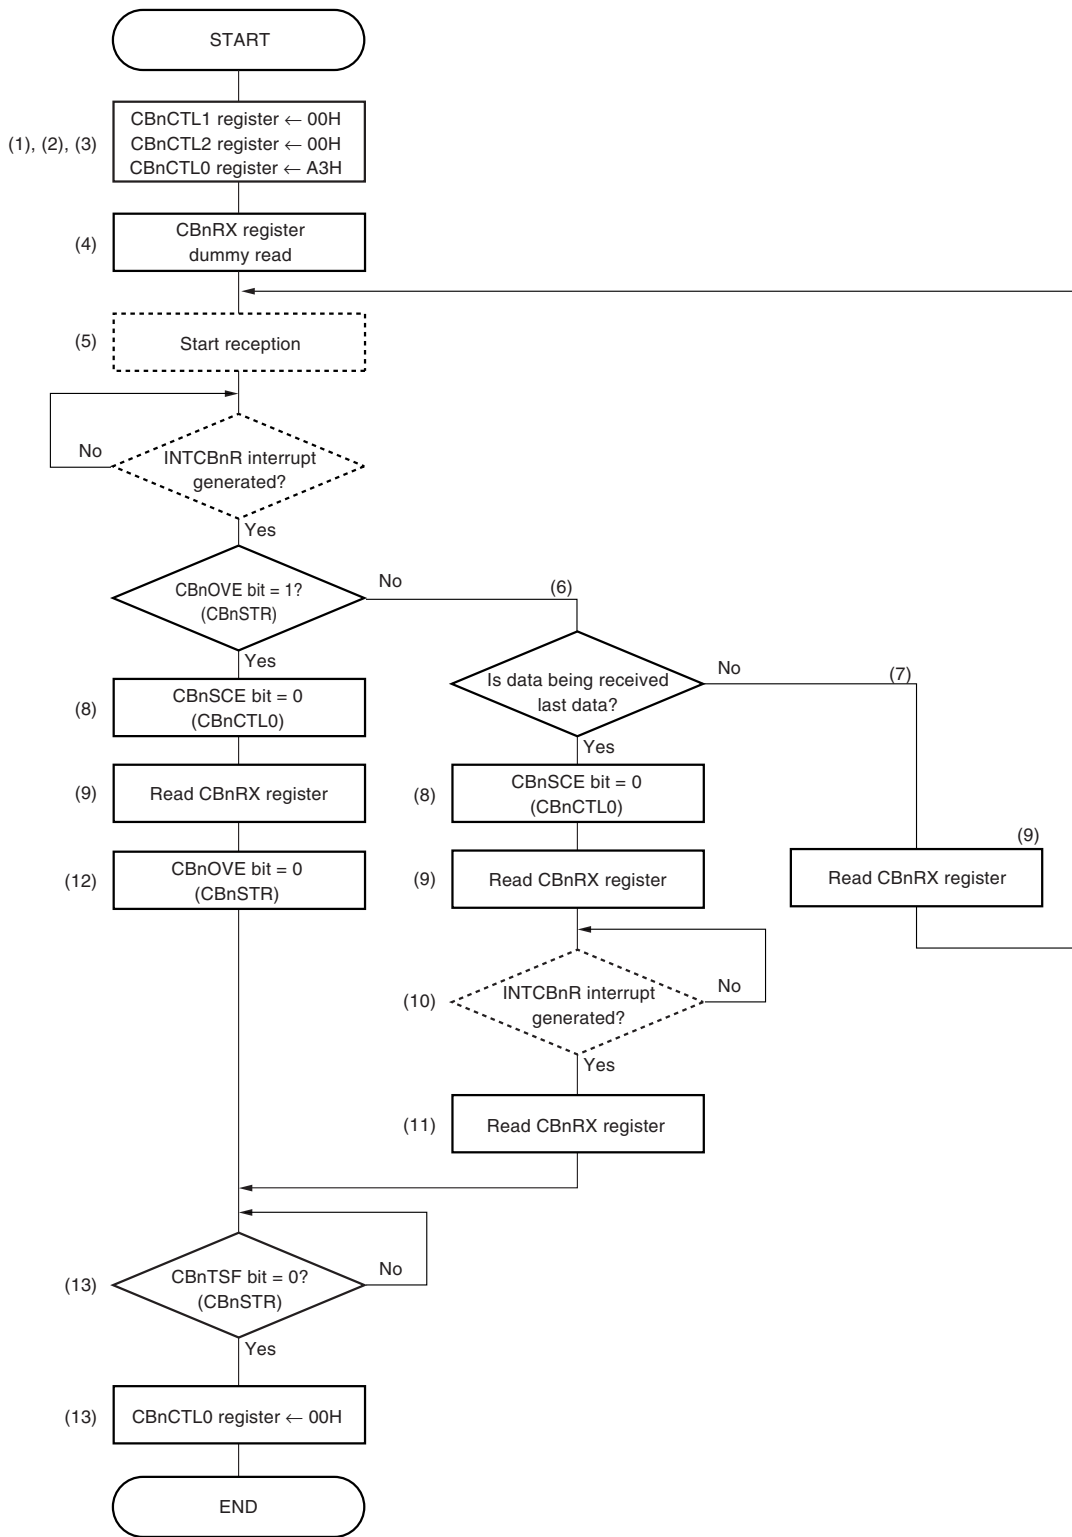 START
(1), (2), (3)
CBnCTL1 register ← 00H
CBnCTL2 register ← 00H
CBnCTL0 register ← A3H
(4)
CBnRX register
dummy read
(5)
Start reception
No
INTCBnR interrupt
generated?
Yes
CBnOVE bit = 1?
(CBnSTR)
No
(6)
Yes
Is data being received
last data?
No
(7)
Yes
(8)
CBnSCE bit = 0
(CBnCTL0)
(8)
CBnSCE bit = 0
(CBnCTL0)
(9)
Read CBnRX register
(9)
Read CBnRX register
(9)
Read CBnRX register
(12)
CBnOVE bit = 0
(CBnSTR)
(10)
INTCBnR interrupt
generated?
No
Yes
(11)
Read CBnRX register
(13)
CBnTSF bit = 0?
(CBnSTR)
No
Yes
(13)
CBnCTL0 register ← 00H
END